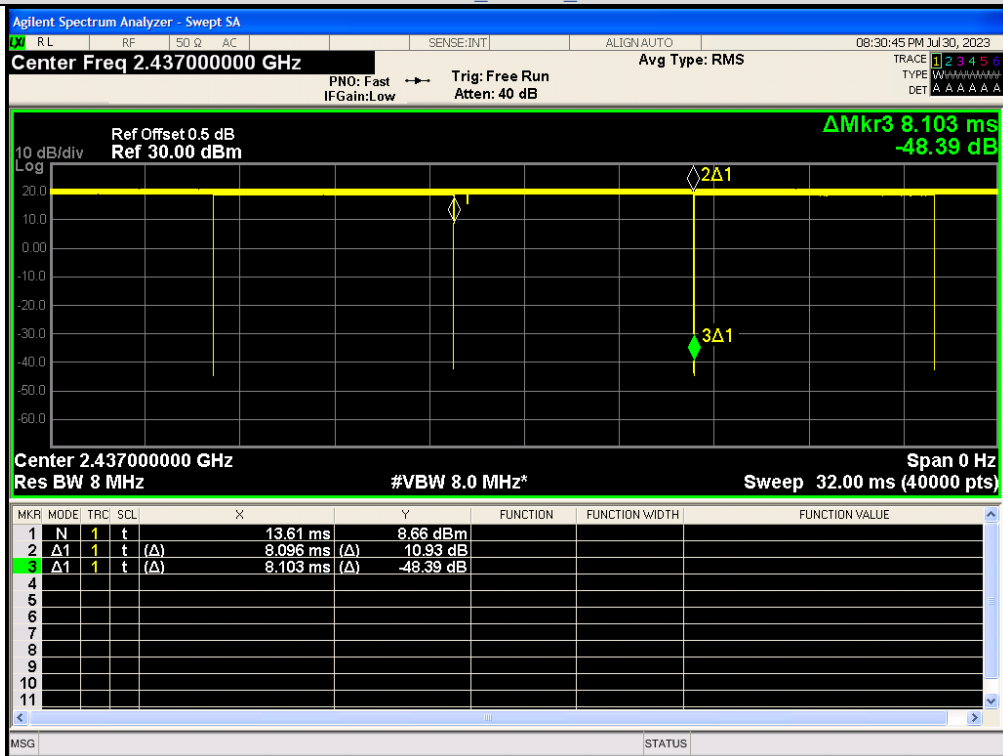 Agilent Spectrum Analyzer - Swept SA
LXI RL RF 50 Ω AC SENSE:INT ALIGNAUTO 08:30:45 PM Jul 30, 2023
Center Freq 2.437000000 GHz Avg Type: RMS TRACE 1 2 3 4 5 6
PNO: Fast Trig: Free Run TYPE WWWWWW
IFGain:Low Atten: 40 dB DET A A A A A A
ΔMkr3 8.103 ms
-48.39 dB
Ref Offset 0.5 dB
10 dB/div Ref 30.00 dBm
Log
2Δ1
20.0
1
10.0
0.00
-10.0
-20.0
-30.0
3Δ1
-40.0
-50.0
-60.0
Center 2.437000000 GHz Span 0 Hz
Res BW 8 MHz #VBW 8.0 MHz* Sweep 32.00 ms (40000 pts)
MKR MODE TRC SCL X Y FUNCTION FUNCTION WIDTH FUNCTION VALUE
1 N 1 t 13.61 ms 8.66 dBm
2 Δ1 1 t (Δ) 8.096 ms (Δ) 10.93 dB
3 Δ1 1 t (Δ) 8.103 ms (Δ) -48.39 dB
4
5
6
7
8
9
10
11
MSG STATUS